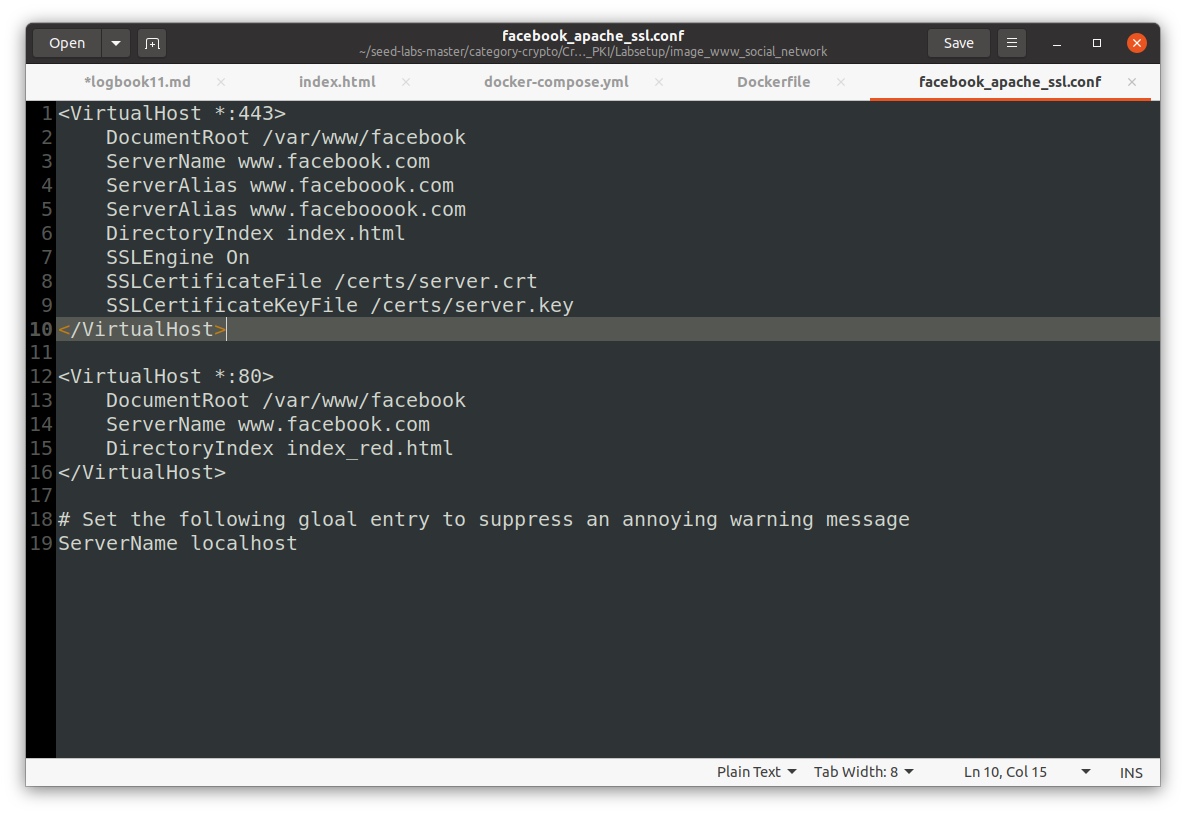 Open
facebook_apache_ssl.conf
~/seed-labs-master/category-crypto/Cr…_PKI/Labsetup/image_www_social_network
Save
*logbook11.md
index.html
docker-compose.yml
Dockerfile
facebook_apache_ssl.conf
1 <VirtualHost *:443>
2 DocumentRoot /var/www/facebook
3 ServerName www.facebook.com
4 ServerAlias www.faceboook.com
5 ServerAlias www.facebooook.com
6 DirectoryIndex index.html
7 SSLEngine On
8 SSLCertificateFile /certs/server.crt
9 SSLCertificateKeyFile /certs/server.key
10 </VirtualHost>
11
12 <VirtualHost *:80>
13 DocumentRoot /var/www/facebook
14 ServerName www.facebook.com
15 DirectoryIndex index_red.html
16 </VirtualHost>
17
18 # Set the following gloal entry to suppress an annoying warning message
19 ServerName localhost
Plain Text
Tab Width: 8
Ln 10, Col 15
INS